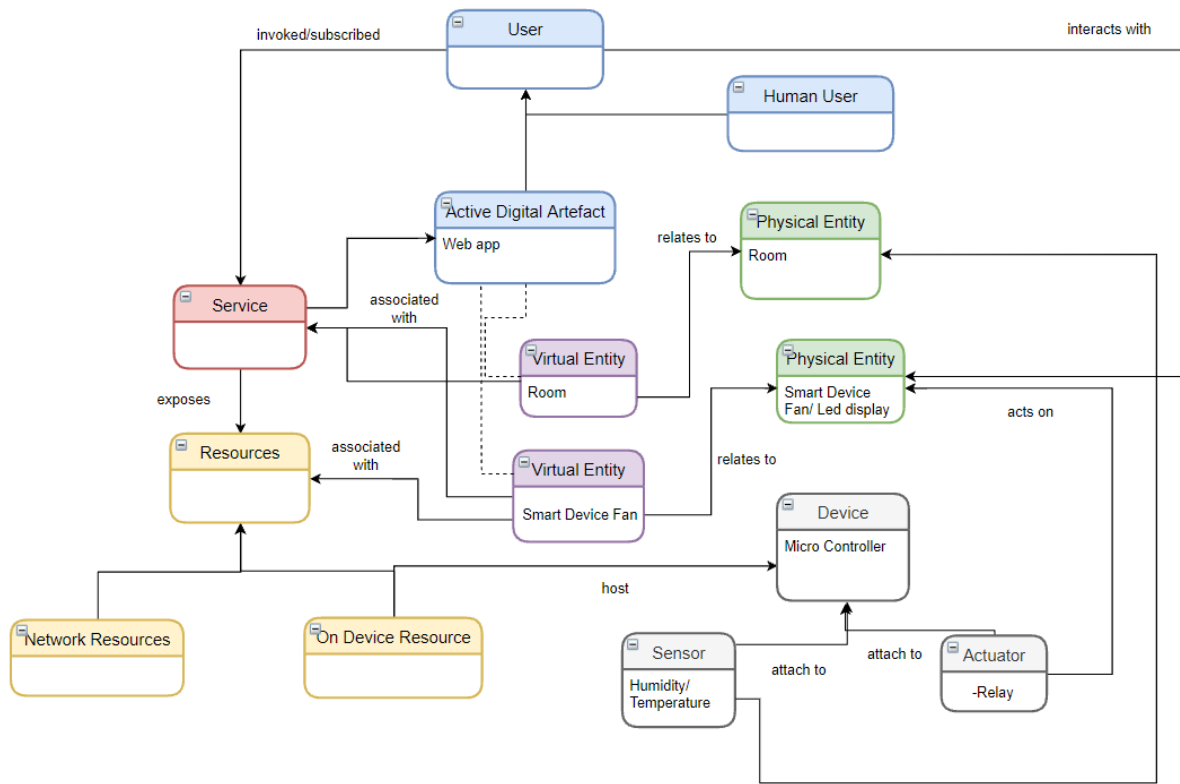 User
invoked/subscribed
interacts with
Human User
Active Digital Artefact
Web app
Physical Entity
Room
relates to
Service
associated
with
Virtual Entity
Room
Physical Entity
Smart Device
Fan/ Led display
exposes
acts on
Resources
associated
with
Virtual Entity
Smart Device Fan
relates to
Device
Micro Controller
host
Network Resources
On Device Resource
Sensor
Humidity/
Temperature
attach to
attach to
Actuator
-Relay